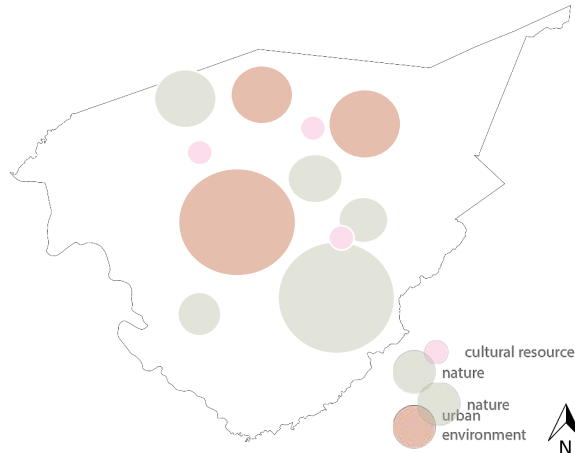 cultural resource
nature
nature
urban
environment
N